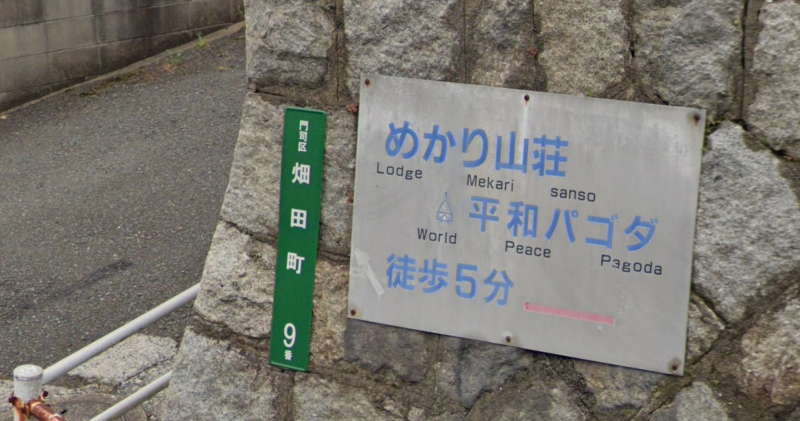 門司区
畑田町
9番
めかり山荘
Lodge Mekari sanso
平和パゴダ
World Peace Pagoda
徒歩5分